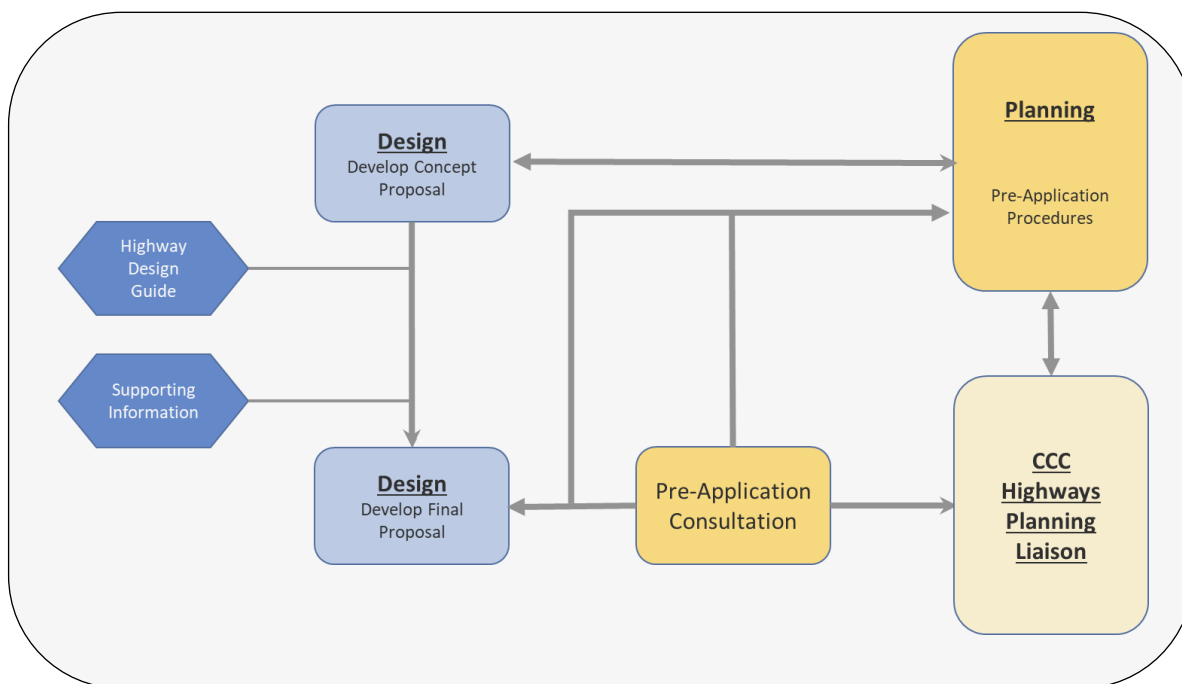 Planning
Pre-Application
Procedures
Design
Develop Concept
Proposal
Highway
Design
Guide
Supporting
Information
Design
Develop Final
Proposal
Pre-Application
Consultation
CCC
Highways
Planning
Liaison